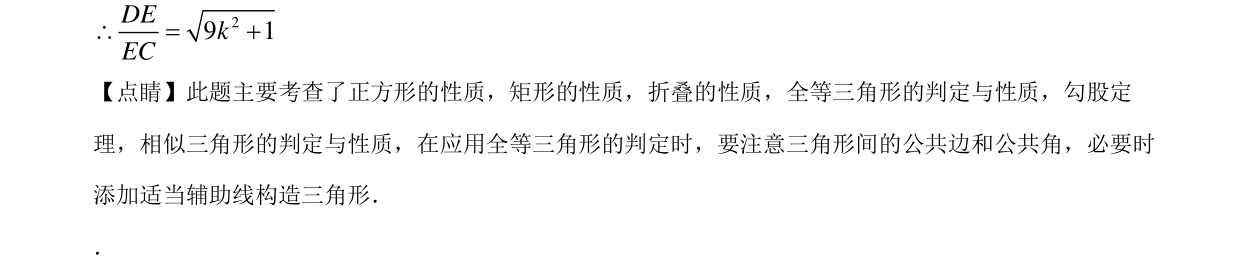 ∴DE/EC=√(9k²+1)
【点睛】此题主要考查了正方形的性质，矩形的性质，折叠的性质，全等三角形的判定与性质，勾股定
理，相似三角形的判定与性质，在应用全等三角形的判定时，要注意三角形间的公共边和公共角，必要时
添加适当辅助线构造三角形．
．